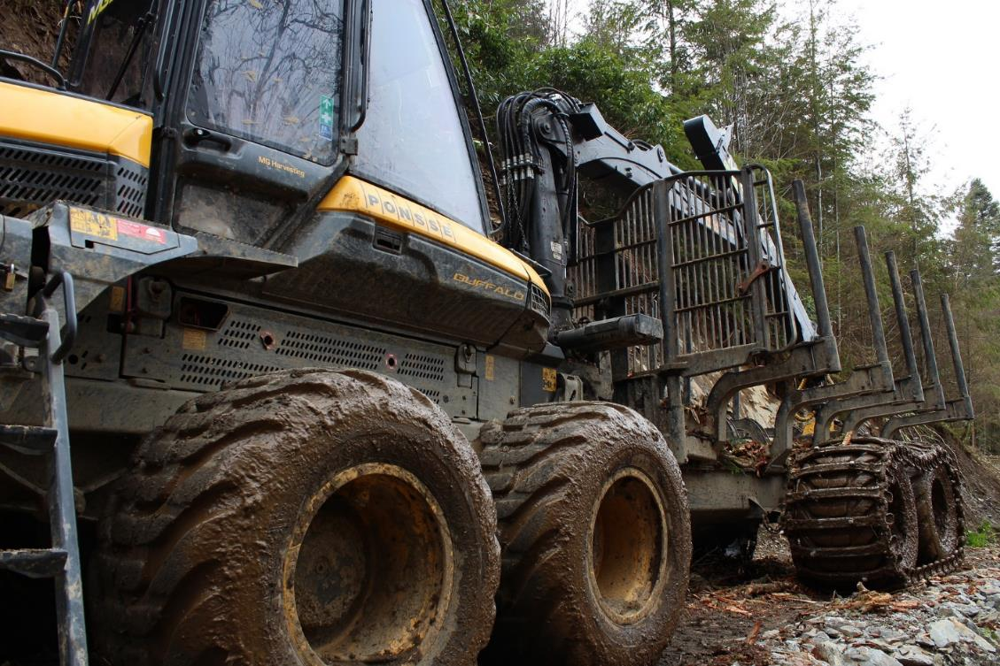 MG Harvesting
PONSSE
BUFFALO